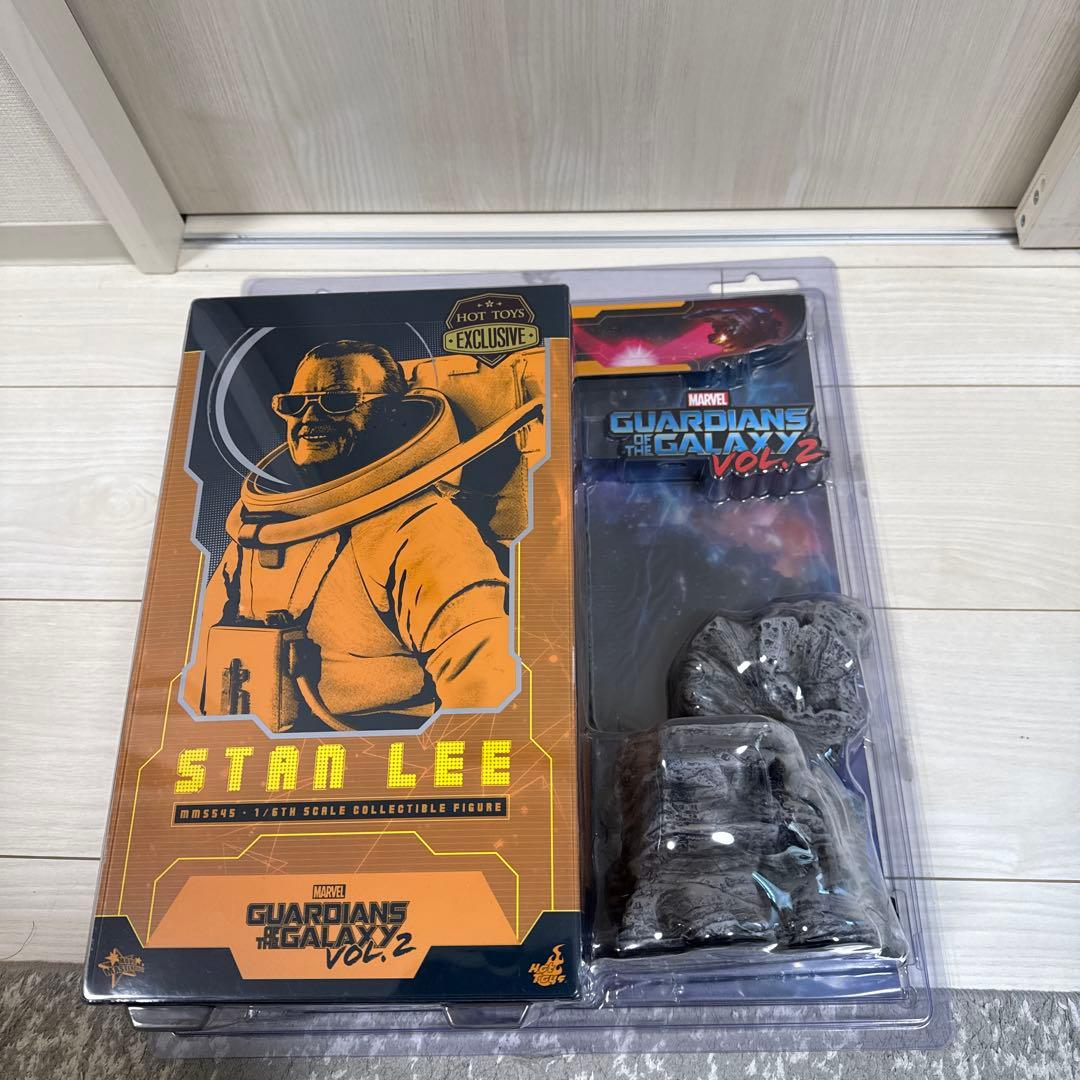 HOT TOYS
EXCLUSIVE
STAN LEE
MMS545 · 1/6TH SCALE COLLECTIBLE FIGURE
MARVEL
GUARDIANS
OF THE GALAXY
VOL.2
HOT TOYS
MARVEL
GUARDIANS
OF THE GALAXY
VOL.2